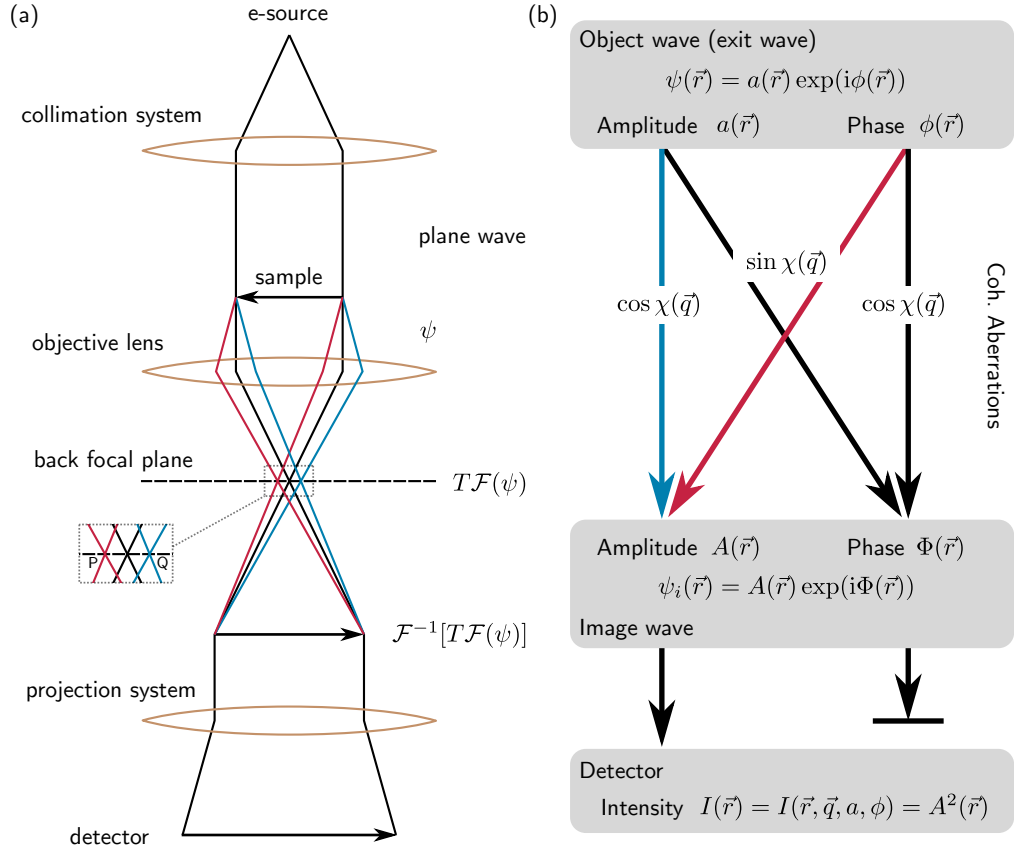 (a)
e-source
collimation system
plane wave
sample
ψ
objective lens
back focal plane
Tℱ(ψ)
P
Q
ℱ⁻¹[Tℱ(ψ)]
projection system
detector
(b)
Object wave (exit wave)
ψ(r⃗) = a(r⃗) exp(iϕ(r⃗))
Amplitude a(r⃗) Phase ϕ(r⃗)
sin χ(q⃗)
cos χ(q⃗) cos χ(q⃗)
Coh. Aberrations
Amplitude A(r⃗) Phase Φ(r⃗)
ψᵢ(r⃗) = A(r⃗) exp(iΦ(r⃗))
Image wave
Detector
Intensity I(r⃗) = I(r⃗, q⃗, a, ϕ) = A²(r⃗)